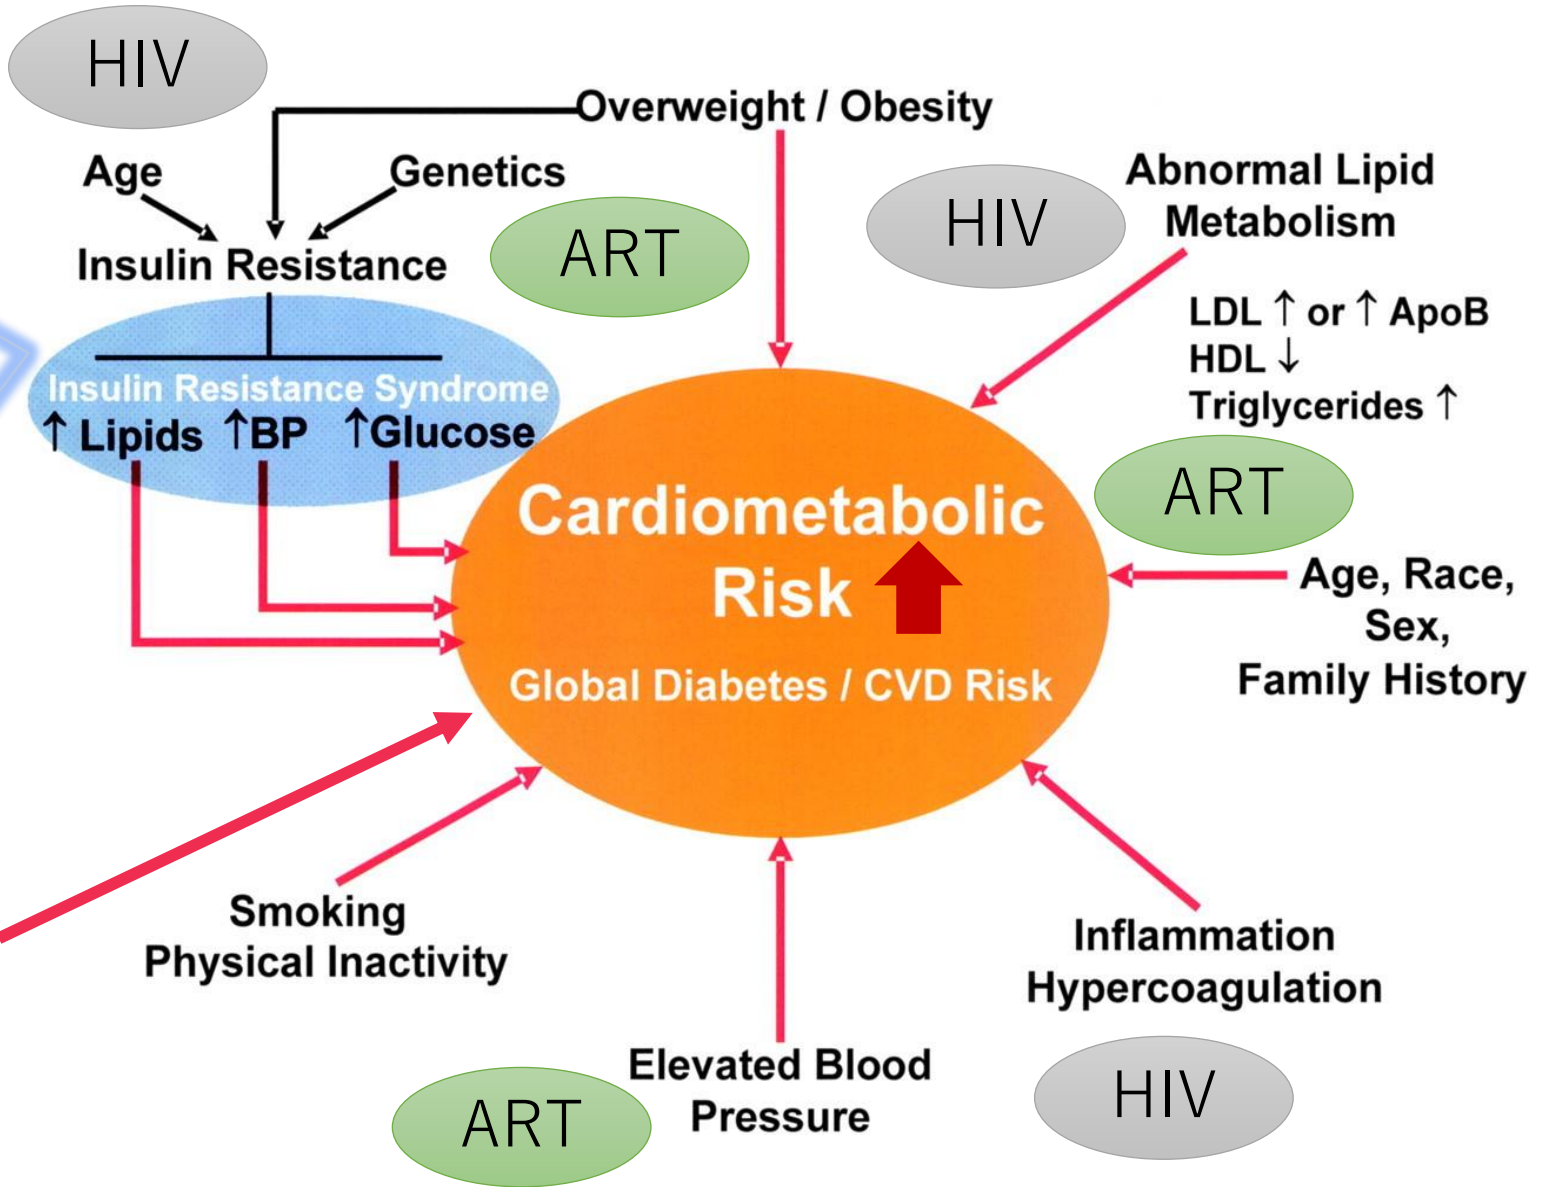 HIV
Overweight / Obesity
Age
Genetics
Insulin Resistance
ART
HIV
Abnormal Lipid
Metabolism
LDL ↑ or ↑ ApoB
HDL ↓
Triglycerides ↑
Insulin Resistance Syndrome
↑ Lipids ↑BP ↑Glucose
ART
Cardiometabolic
Risk
Global Diabetes / CVD Risk
Age, Race,
Sex,
Family History
Smoking
Physical Inactivity
Inflammation
Hypercoagulation
HIV
Elevated Blood
Pressure
ART